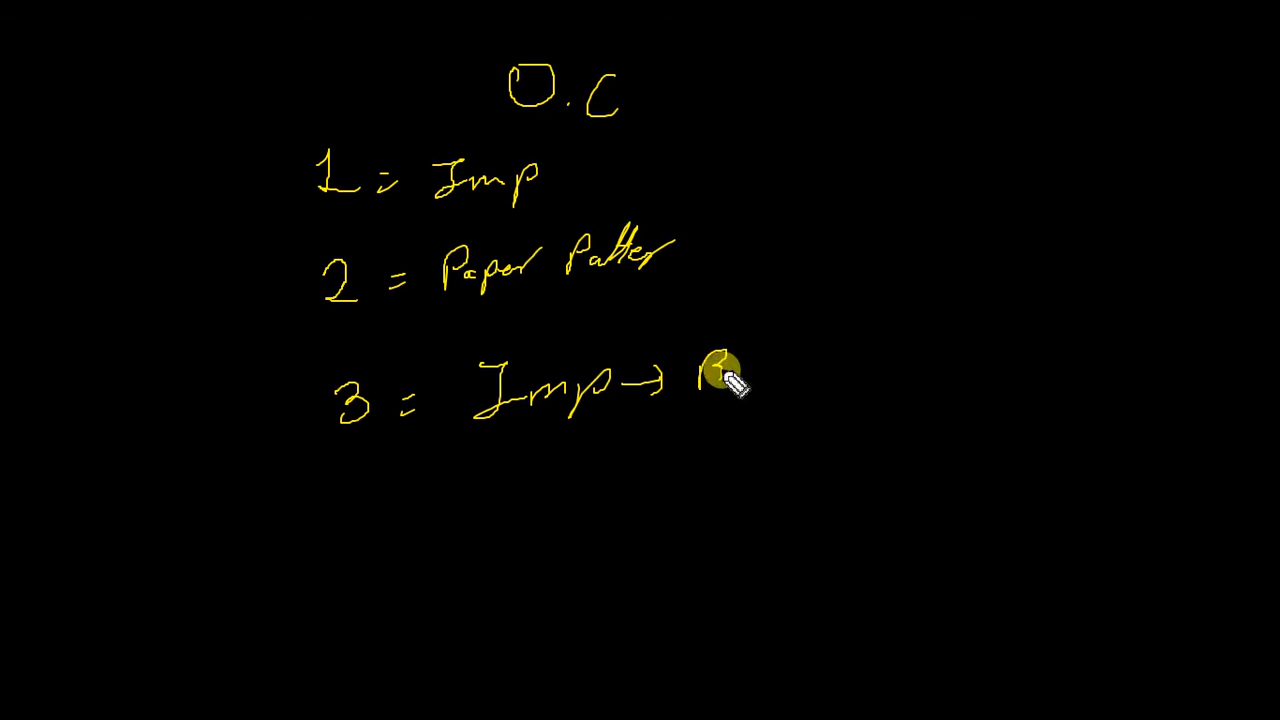 O.C
1 = Imp
2 = Paper Patter
3 = Imp →